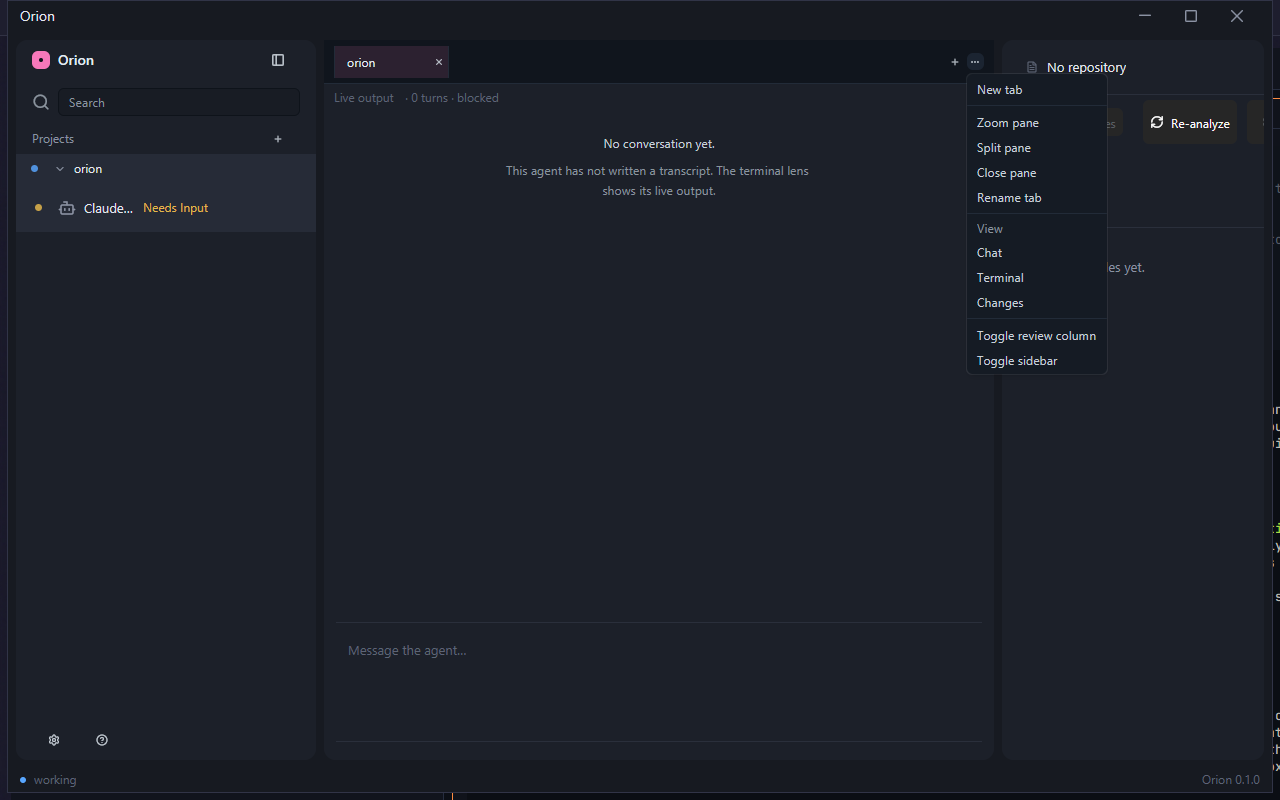 Orion
Orion
Search
Projects +
orion
Claude... Needs Input
working
orion ×
+ ...
Live output · 0 turns · blocked
No conversation yet.
This agent has not written a transcript. The terminal lens
shows its live output.
Message the agent...
New tab
Zoom pane
Split pane
Close pane
Rename tab
View
Chat
Terminal
Changes
Toggle review column
Toggle sidebar
No repository
Re-analyze
yet.
Orion 0.1.0